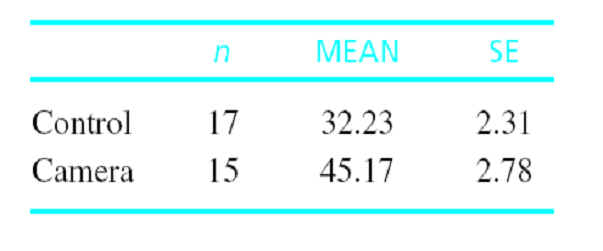 n MEAN SE
Control 17 32.23 2.31
Camera 15 45.17 2.78